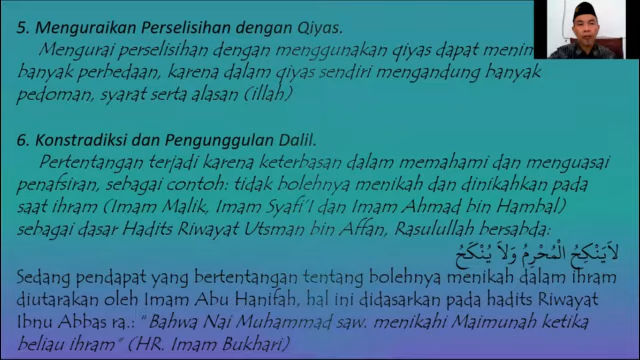 5. Menguraikan Perselisihan dengan Qiyas.
Mengurai perselisihan dengan menggunakan qiyas dapat
banyak perbedaan, karena dalam qiyas sendiri mengandung banyak
pedoman, syarat serta alasan (illah)
6. Konstradiksi dan Pengunggulan Dalil.
Pertentangan terjadi karena keterbasan dalam memahami dan menguasai
penafsiran, sebagai contoh: tidak bolehnya menikah dan dinikahkan pada
saat ihram (Imam Malik, Imam Syafi'I dan Imam Ahmad bin Hambal)
sebagai dasar Hadits Riwayat Utsman bin Affan, Rasulullah bersabda:
لاَيَنْكِحُ الْمُحْرِمُ وَلاَ يُنْكَحُ
Sedang pendapat yang bertentangan tentang bolehnya menikah dalam ihram
diutarakan oleh Imam Abu Hanifah, hal ini didasarkan pada hadits Riwayat
Ibnu Abbas ra.: "Bahwa Nai Muhammad saw. menikahi Maimunah ketika
beliau ihram" (HR. Imam Bukhari)